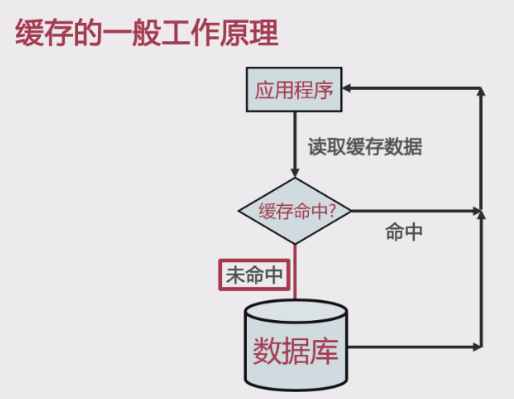 缓存的一般工作原理
应用程序
读取缓存数据
缓存命中?
命中
未命中
数据库